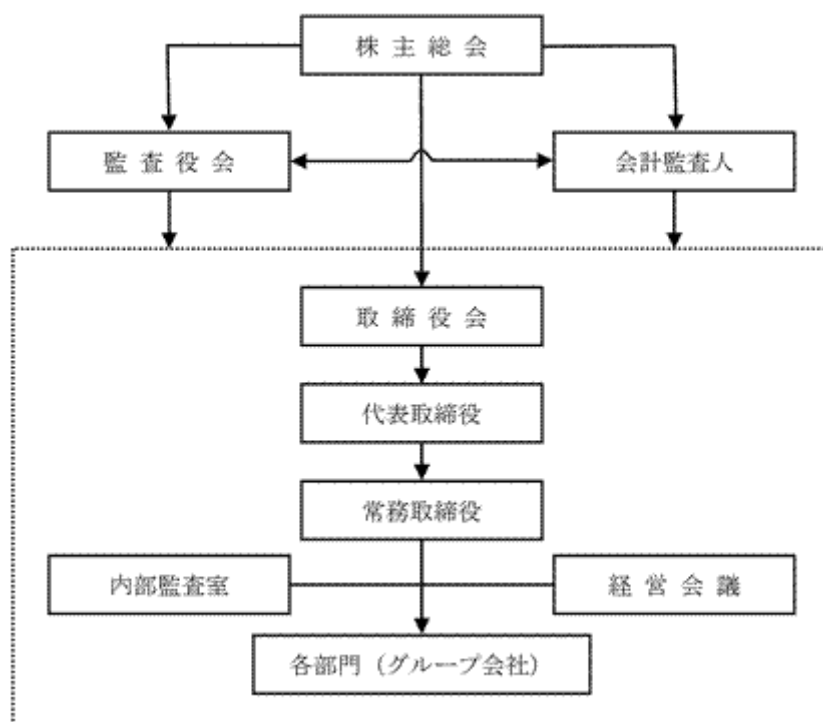 株主総会
監査役会
会計監査人
取締役会
代表取締役
常務取締役
内部監査室
経営会議
各部門（グループ会社）